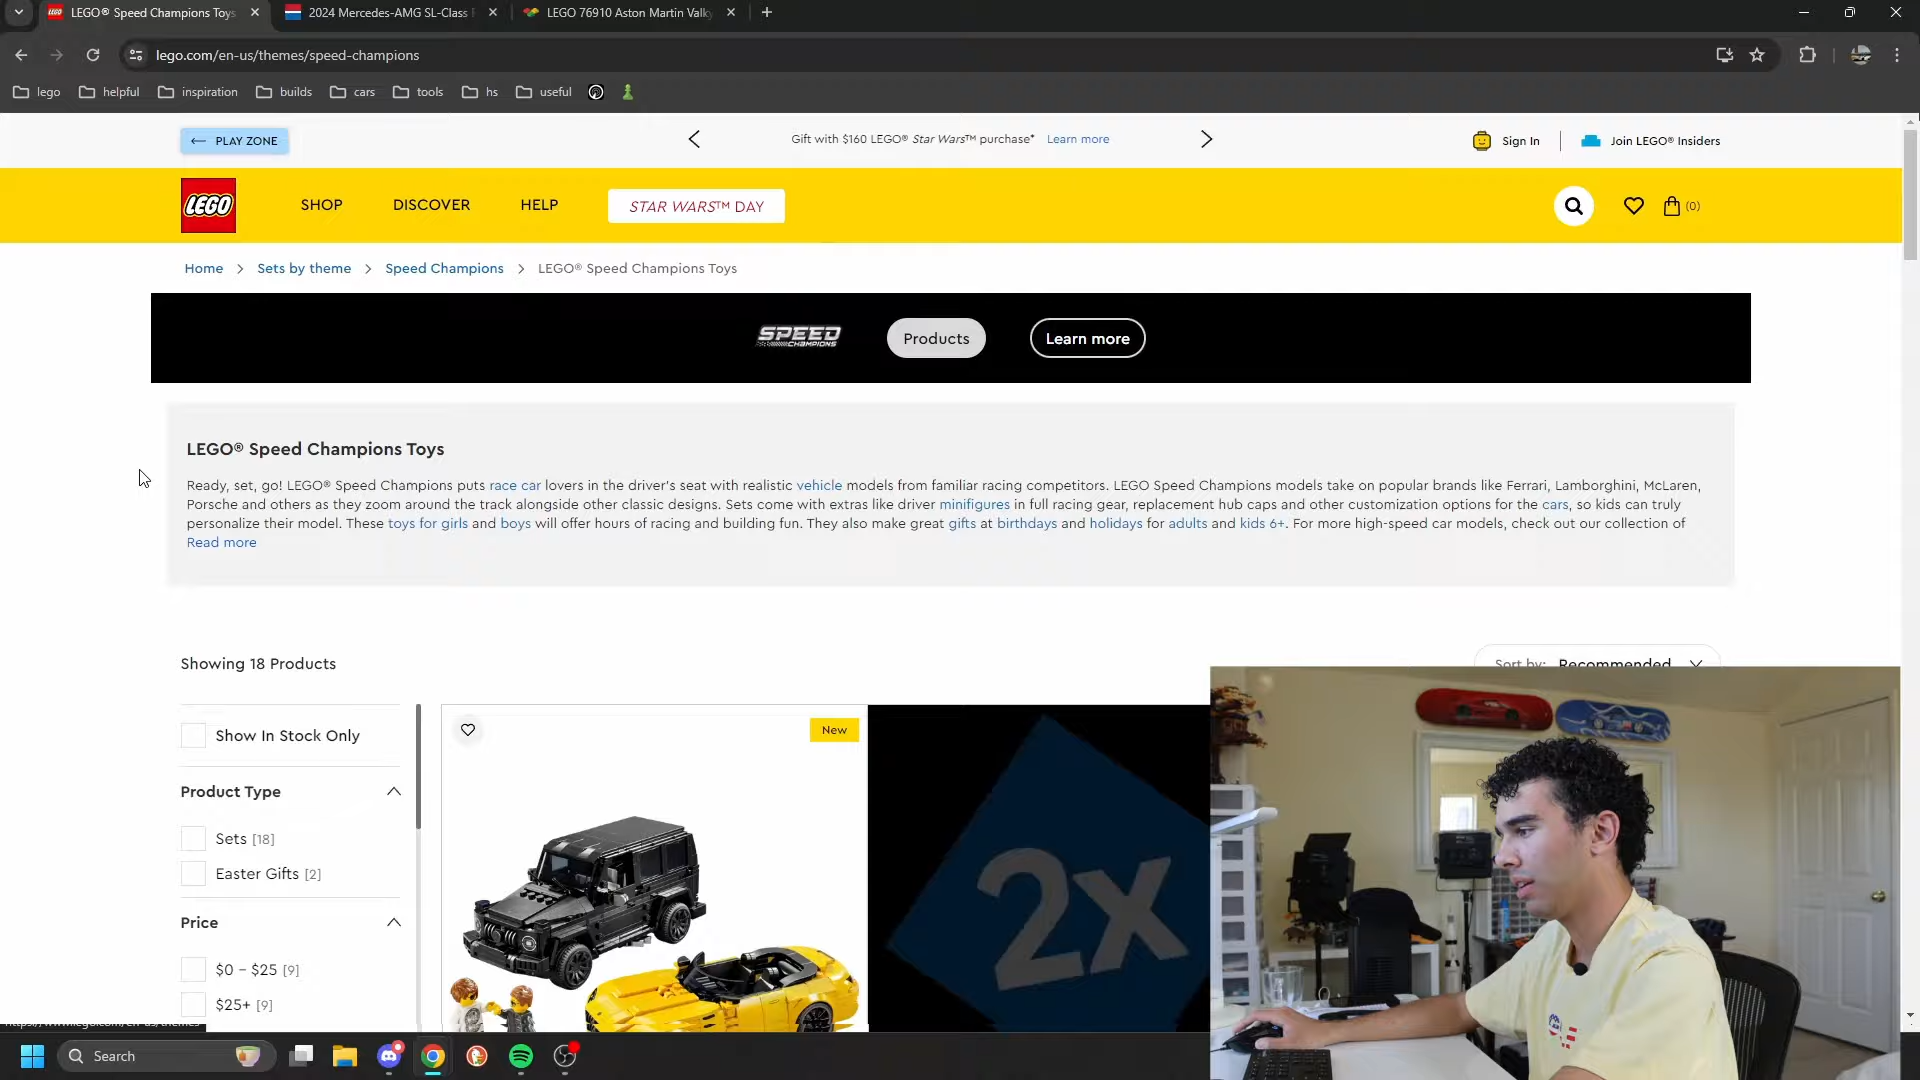 LEGO® Speed Champions Toys
2024 Mercedes-AMG SL-Class
LEGO 76910 Aston Martin Valky
lego.com/en-us/themes/speed-champions
lego
helpful
inspiration
builds
cars
tools
hs
useful
PLAY ZONE
Gift with $160 LEGO® Star Wars™ purchase* Learn more
Sign In
Join LEGO® Insiders
LEGO
SHOP
DISCOVER
HELP
STAR WARS™ DAY
(0)
Home > Sets by theme > Speed Champions > LEGO® Speed Champions Toys
SPEED
CHAMPIONS
Products
Learn more
LEGO® Speed Champions Toys
Ready, set, go! LEGO® Speed Champions puts race car lovers in the driver's seat with realistic vehicle models from familiar racing competitors. LEGO Speed Champions models take on popular brands like Ferrari, Lamborghini, McLaren,
Porsche and others as they zoom around the track alongside other classic designs. Sets come with extras like driver minifigures in full racing gear, replacement hub caps and other customization options for the cars, so kids can truly
personalize their model. These toys for girls and boys will offer hours of racing and building fun. They also make great gifts at birthdays and holidays for adults and kids 6+. For more high-speed car models, check out our collection of
Read more
Showing 18 Products
Sort by: Recommended
Show In Stock Only
Product Type
Sets [18]
Easter Gifts [2]
Price
$0 – $25 [9]
$25+ [9]
New
2x
Search